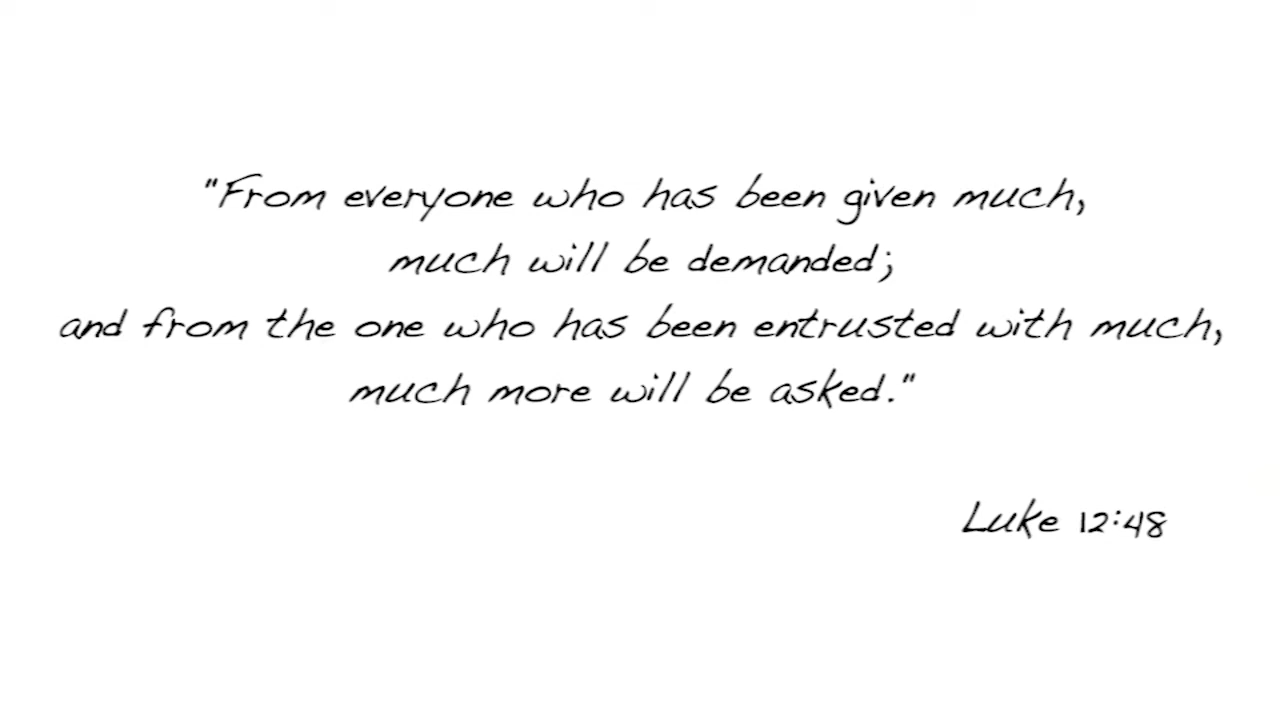 "From everyone who has been given much,
much will be demanded;
and from the one who has been entrusted with much,
much more will be asked."
Luke 12:48